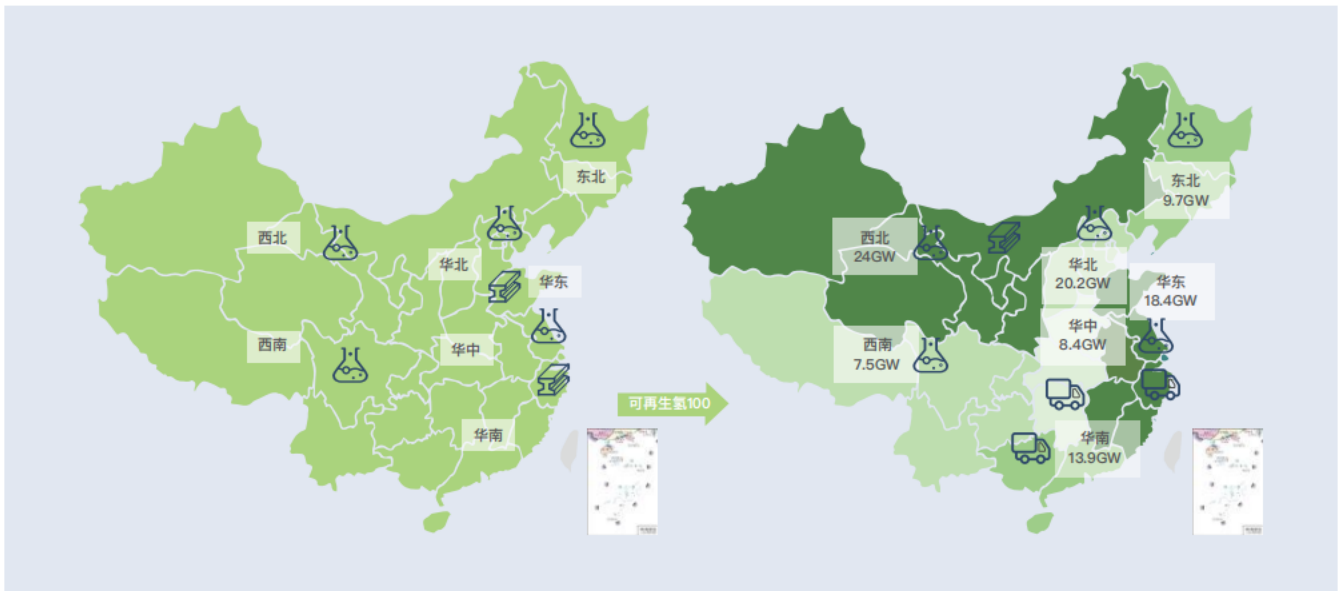 东北
西北
华北
华东
西南
华中
华南
可再生氢100
东北
9.7GW
西北
24GW
华北
20.2GW
华东
18.4GW
华中
8.4GW
西南
7.5GW
华南
13.9GW